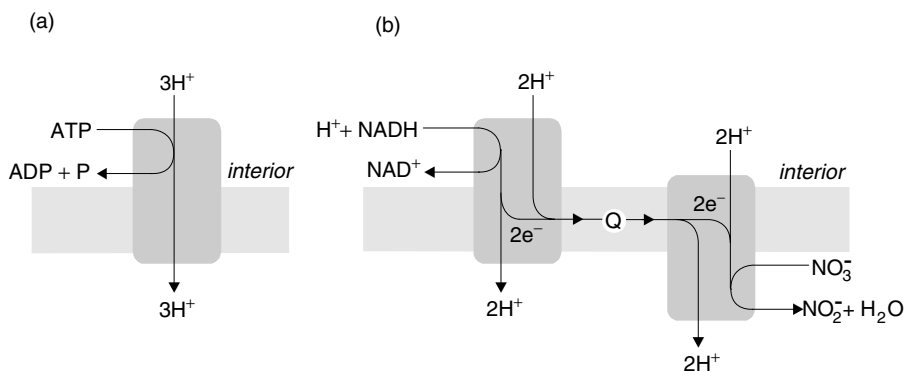 (a)
3H⁺
ATP
ADP + P
interior
3H⁺
(b)
2H⁺
H⁺+ NADH
NAD⁺
2e⁻
2H⁺
Q
2H⁺
interior
2e⁻
NO₃⁻
NO₂⁻+ H₂O
2H⁺